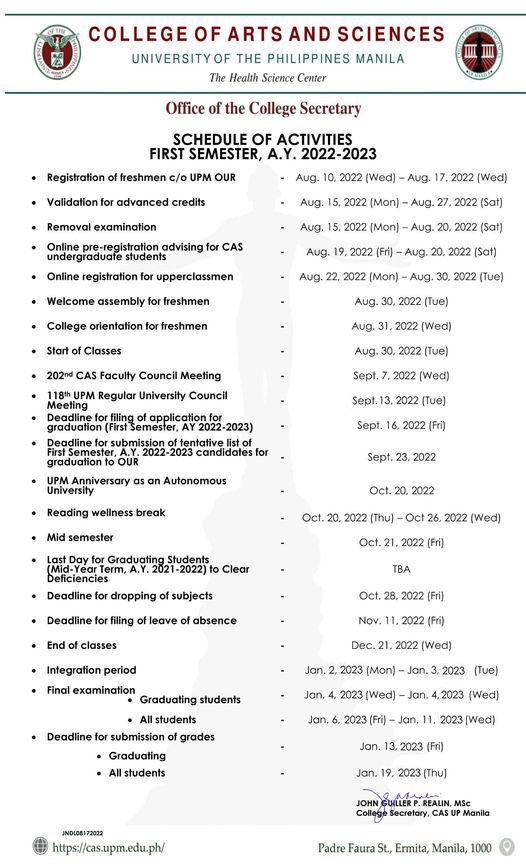 COLLEGE OF ARTS AND SCIENCES
UNIVERSITY OF THE PHILIPPINES MANILA
The Health Science Center
Office of the College Secretary
SCHEDULE OF ACTIVITIES
FIRST SEMESTER, A.Y. 2022-2023
• Registration of freshmen c/o UPM OUR - Aug. 10, 2022 (Wed) – Aug. 17, 2022 (Wed)
• Validation for advanced credits - Aug. 15, 2022 (Mon) – Aug. 27, 2022 (Sat)
• Removal examination - Aug. 15, 2022 (Mon) – Aug. 20, 2022 (Sat)
• Online pre-registration advising for CAS
undergraduate students - Aug. 19, 2022 (Fri) – Aug. 20, 2022 (Sat)
• Online registration for upperclassmen - Aug. 22, 2022 (Mon) – Aug. 30, 2022 (Tue)
• Welcome assembly for freshmen - Aug. 30, 2022 (Tue)
• College orientation for freshmen - Aug. 31, 2022 (Wed)
• Start of Classes - Aug. 30, 2022 (Tue)
• 202nd CAS Faculty Council Meeting - Sept. 7, 2022 (Wed)
• 118th UPM Regular University Council
Meeting - Sept. 13, 2022 (Tue)
• Deadline for filing of application for
graduation (First Semester, AY 2022-2023) - Sept. 16, 2022 (Fri)
• Deadline for submission of tentative list of
First Semester, A.Y. 2022-2023 candidates for
graduation to OUR - Sept. 23, 2022
• UPM Anniversary as an Autonomous
University - Oct. 20, 2022
• Reading wellness break - Oct. 20, 2022 (Thu) – Oct 26, 2022 (Wed)
• Mid semester - Oct. 21, 2022 (Fri)
• Last Day for Graduating Students
(Mid-Year Term, A.Y. 2021-2022) to Clear
Deficiencies - TBA
• Deadline for dropping of subjects - Oct. 28, 2022 (Fri)
• Deadline for filing of leave of absence - Nov. 11, 2022 (Fri)
• End of classes - Dec. 21, 2022 (Wed)
• Integration period - Jan. 2, 2023 (Mon) – Jan. 3, 2023 (Tue)
• Final examination
• Graduating students - Jan. 4, 2023 (Wed) – Jan. 4, 2023 (Wed)
• All students - Jan. 6, 2023 (Fri) – Jan. 11, 2023 (Wed)
• Deadline for submission of grades
• Graduating - Jan. 13, 2023 (Fri)
• All students - Jan. 19, 2023 (Thu)
JOHN GUILLER P. REALIN, MSc
College Secretary, CAS UP Manila
JNDL08172022
https://cas.upm.edu.ph/
Padre Faura St., Ermita, Manila, 1000